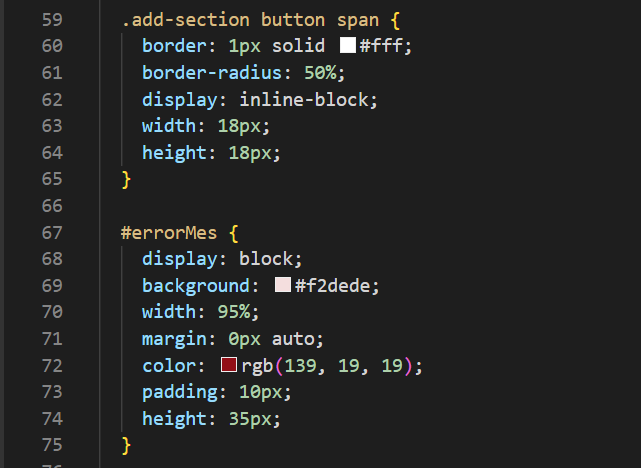 59 .add-section button span {
60 border: 1px solid #fff;
61 border-radius: 50%;
62 display: inline-block;
63 width: 18px;
64 height: 18px;
65 }
66
67 #errorMes {
68 display: block;
69 background: #f2dede;
70 width: 95%;
71 margin: 0px auto;
72 color: rgb(139, 19, 19);
73 padding: 10px;
74 height: 35px;
75 }